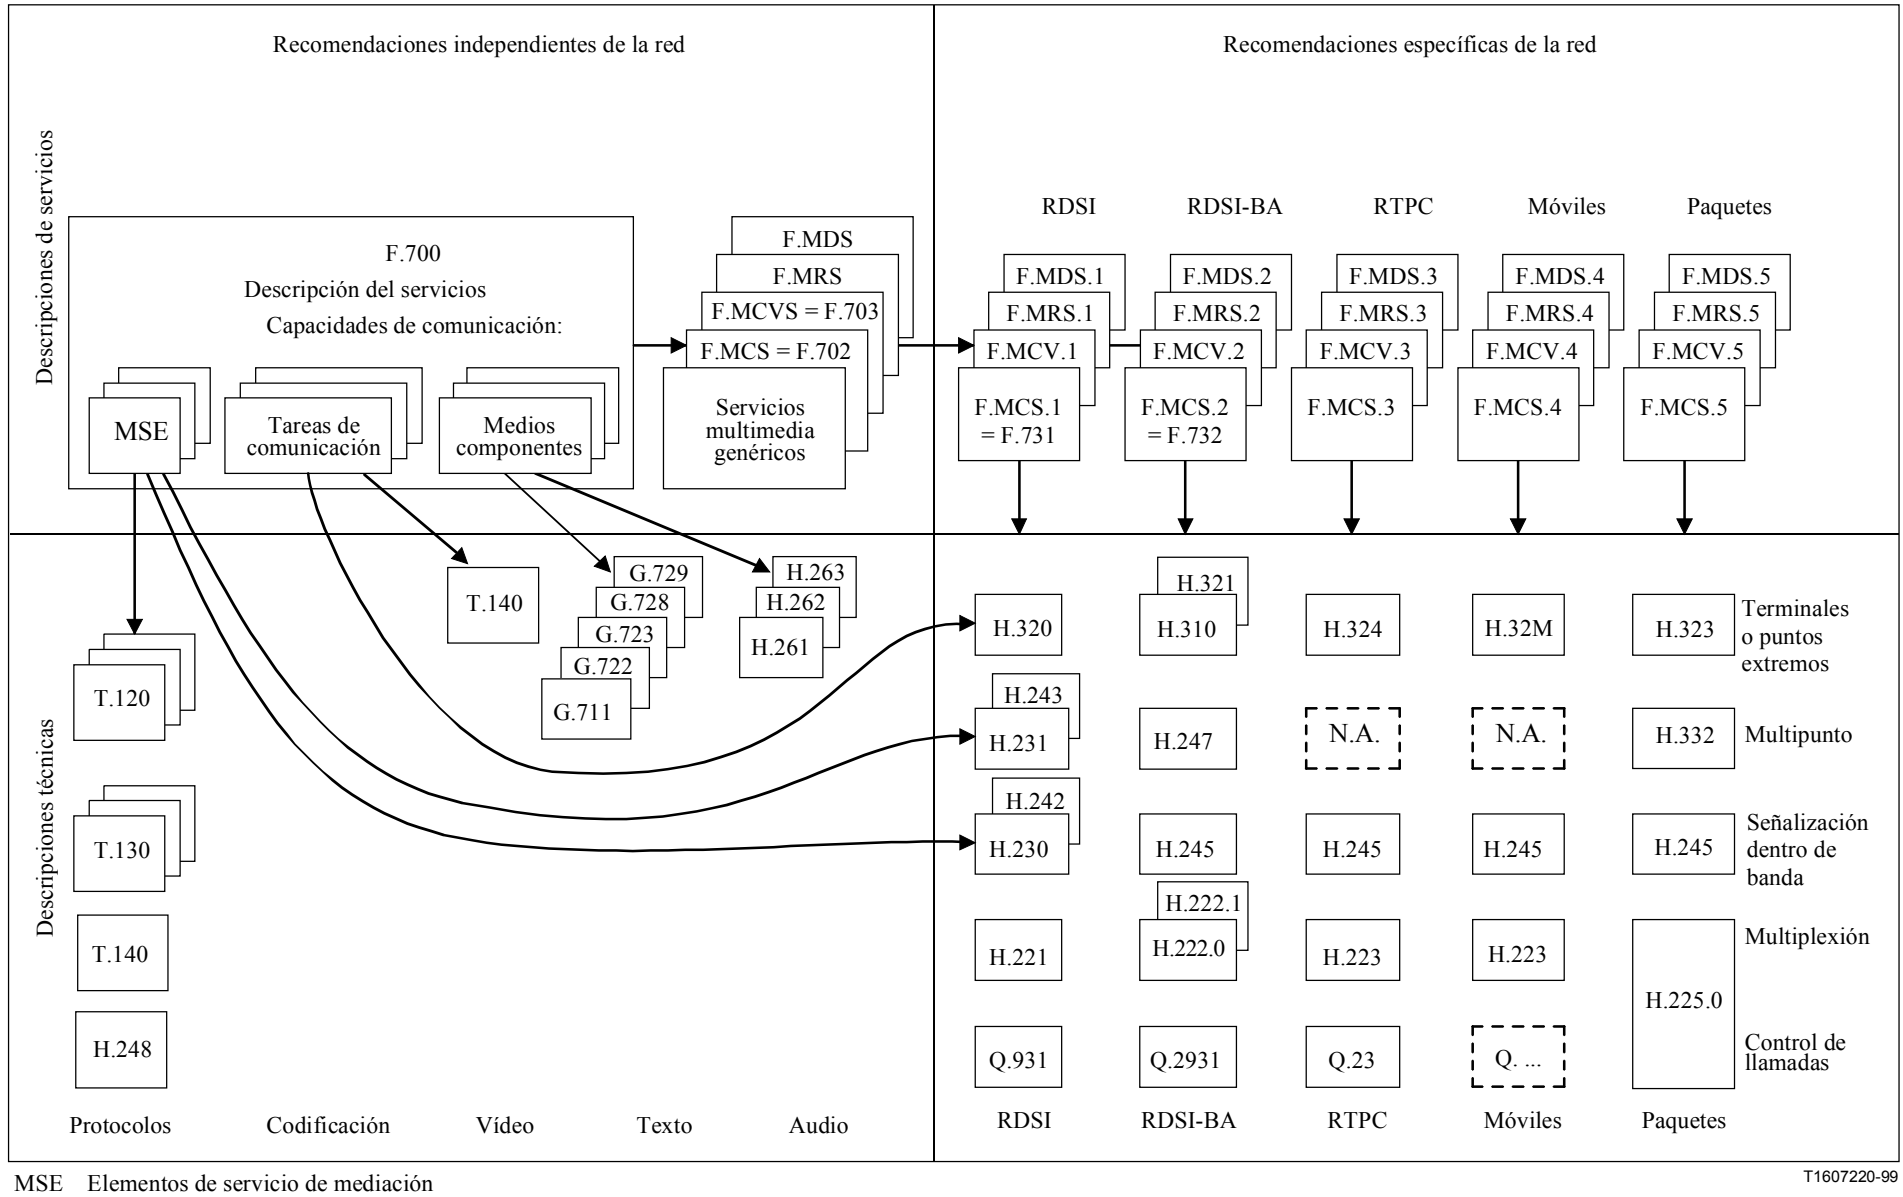 Recomendaciones independientes de la red
Recomendaciones específicas de la red
Descripciones de servicios
F.700
Descripción del servicios
Capacidades de comunicación:
MSE
Tareas de
comunicación
Medios
componentes
F.MDS
F.MRS
F.MCVS = F.703
F.MCS = F.702
Servicios
multimedia
genéricos
RDSI
RDSI-BA
RTPC
Móviles
Paquetes
F.MDS.1
F.MRS.1
F.MCV.1
F.MCS.1
= F.731
F.MDS.2
F.MRS.2
F.MCV.2
F.MCS.2
= F.732
F.MDS.3
F.MRS.3
F.MCV.3
F.MCS.3
F.MDS.4
F.MRS.4
F.MCV.4
F.MCS.4
F.MDS.5
F.MRS.5
F.MCV.5
F.MCS.5
Descripciones técnicas
T.120
T.130
T.140
H.248
T.140
G.729
G.728
G.723
G.722
G.711
H.263
H.262
H.261
Protocolos
Codificación
Vídeo
Texto
Audio
H.320
H.321
H.310
H.324
H.32M
H.323
Terminales
o puntos
extremos
H.243
H.231
H.247
N.A.
N.A.
H.332
Multipunto
H.242
H.230
H.245
H.245
H.245
H.245
Señalización
dentro de
banda
H.221
H.222.1
H.222.0
H.223
H.223
H.225.0
Multiplexión
Q.931
Q.2931
Q.23
Q. ...
Control de
llamadas
RDSI
RDSI-BA
RTPC
Móviles
Paquetes
MSE Elementos de servicio de mediación
T1607220-99